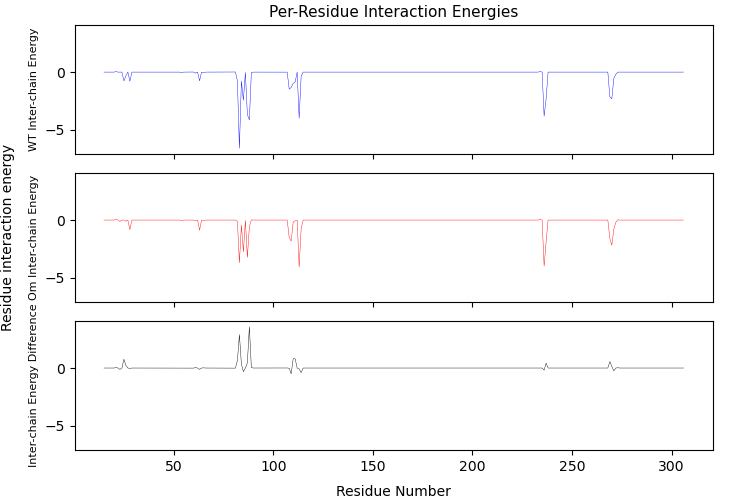 Per-Residue Interaction Energies
Residue interaction energy
WT Inter-chain Energy
0
−5
Om Inter-chain Energy
0
−5
Inter-chain Energy Difference
0
−5
50
100
150
200
250
300
Residue Number